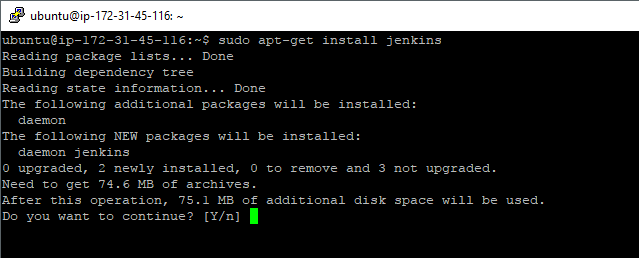 ubuntu@ip-172-31-45-116: ~
ubuntu@ip-172-31-45-116:~$ sudo apt-get install jenkins
Reading package lists... Done
Building dependency tree
Reading state information... Done
The following additional packages will be installed:
  daemon
The following NEW packages will be installed:
  daemon jenkins
0 upgraded, 2 newly installed, 0 to remove and 3 not upgraded.
Need to get 74.6 MB of archives.
After this operation, 75.1 MB of additional disk space will be used.
Do you want to continue? [Y/n]